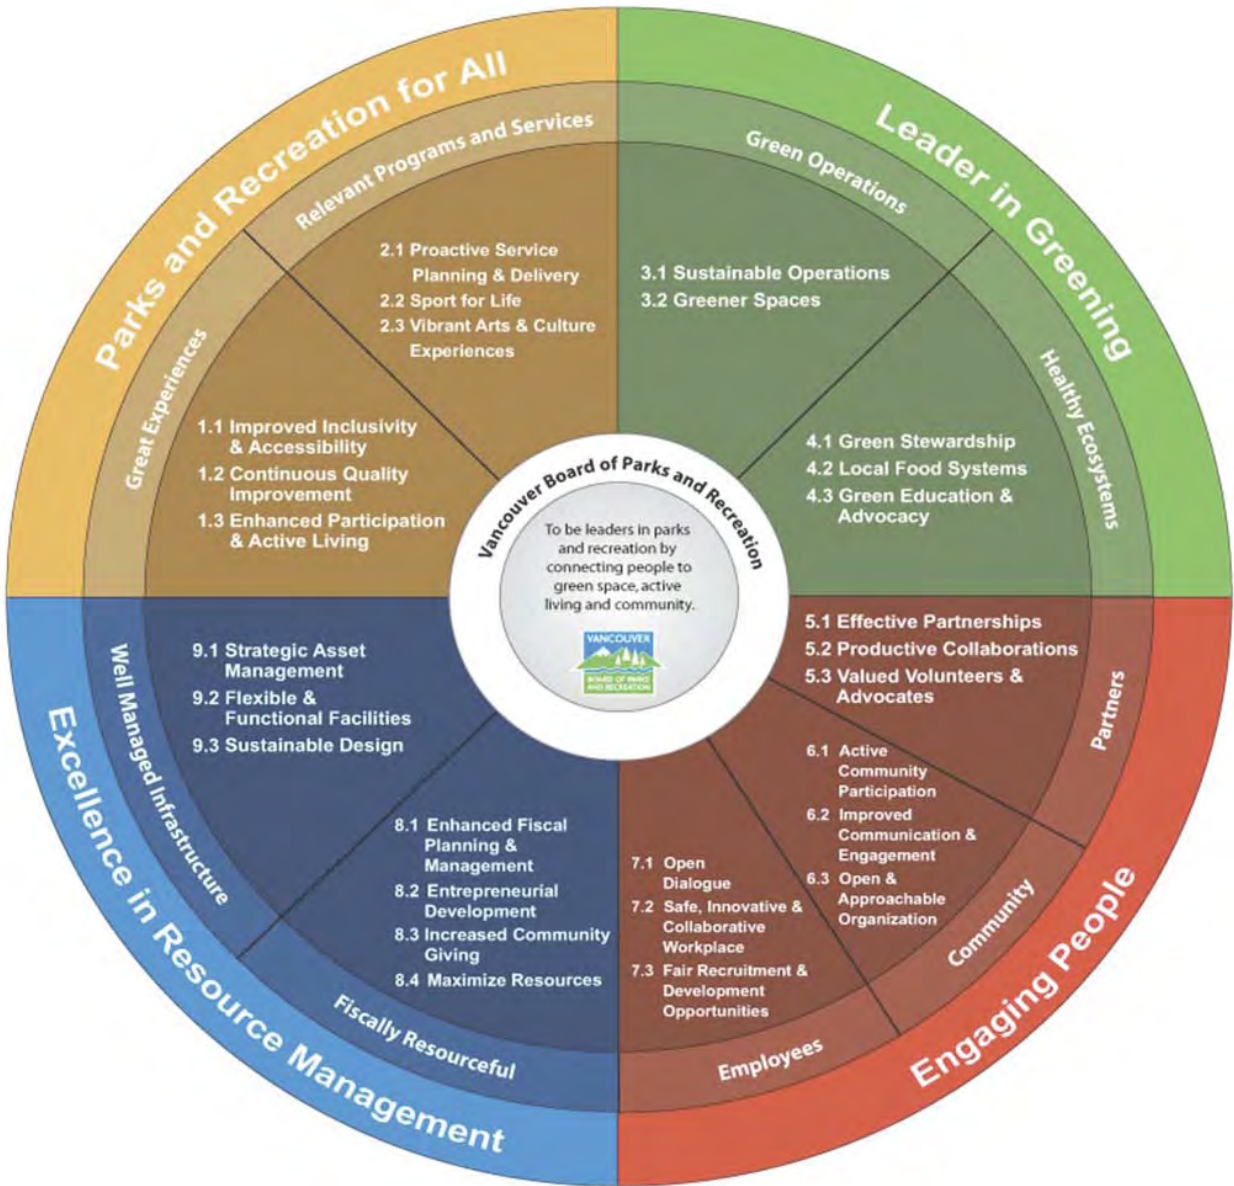 Parks and Recreation for All
Relevant Programs and Services
2.1 Proactive Service
Planning & Delivery
2.2 Sport for Life
2.3 Vibrant Arts & Culture
Experiences
Great Experiences
1.1 Improved Inclusivity
& Accessibility
1.2 Continuous Quality
Improvement
1.3 Enhanced Participation
& Active Living
Leader in Greening
Green Operations
3.1 Sustainable Operations
3.2 Greener Spaces
Healthy Ecosystems
4.1 Green Stewardship
4.2 Local Food Systems
4.3 Green Education &
Advocacy
Vancouver Board of Parks and Recreation
To be leaders in parks
and recreation by
connecting people to
green space, active
living and community.
VANCOUVER
BOARD OF PARKS
AND RECREATION
Engaging People
Partners
5.1 Effective Partnerships
5.2 Productive Collaborations
5.3 Valued Volunteers &
Advocates
Community
6.1 Active
Community
Participation
6.2 Improved
Communication &
Engagement
6.3 Open &
Approachable
Organization
Employees
7.1 Open
Dialogue
7.2 Safe, Innovative &
Collaborative
Workplace
7.3 Fair Recruitment &
Development
Opportunities
Excellence in Resource Management
Fiscally Resourceful
8.1 Enhanced Fiscal
Planning &
Management
8.2 Entrepreneurial
Development
8.3 Increased Community
Giving
8.4 Maximize Resources
Well Managed Infrastructure
9.1 Strategic Asset
Management
9.2 Flexible &
Functional Facilities
9.3 Sustainable Design